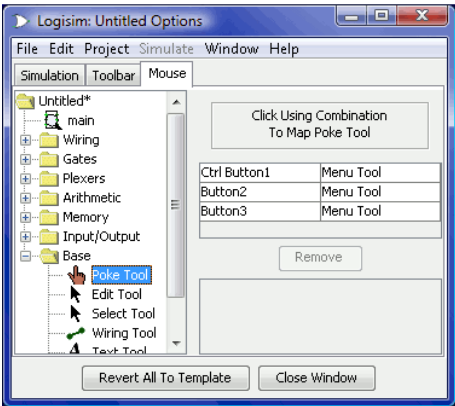 Logisim: Untitled Options
File Edit Project Simulate Window Help
Simulation Toolbar Mouse
Untitled*
main
Wiring
Gates
Plexers
Arithmetic
Memory
Input/Output
Base
Poke Tool
Edit Tool
Select Tool
Wiring Tool
Text Tool
Click Using Combination
To Map Poke Tool
Ctrl Button1 Menu Tool
Button2 Menu Tool
Button3 Menu Tool
Remove
Revert All To Template Close Window